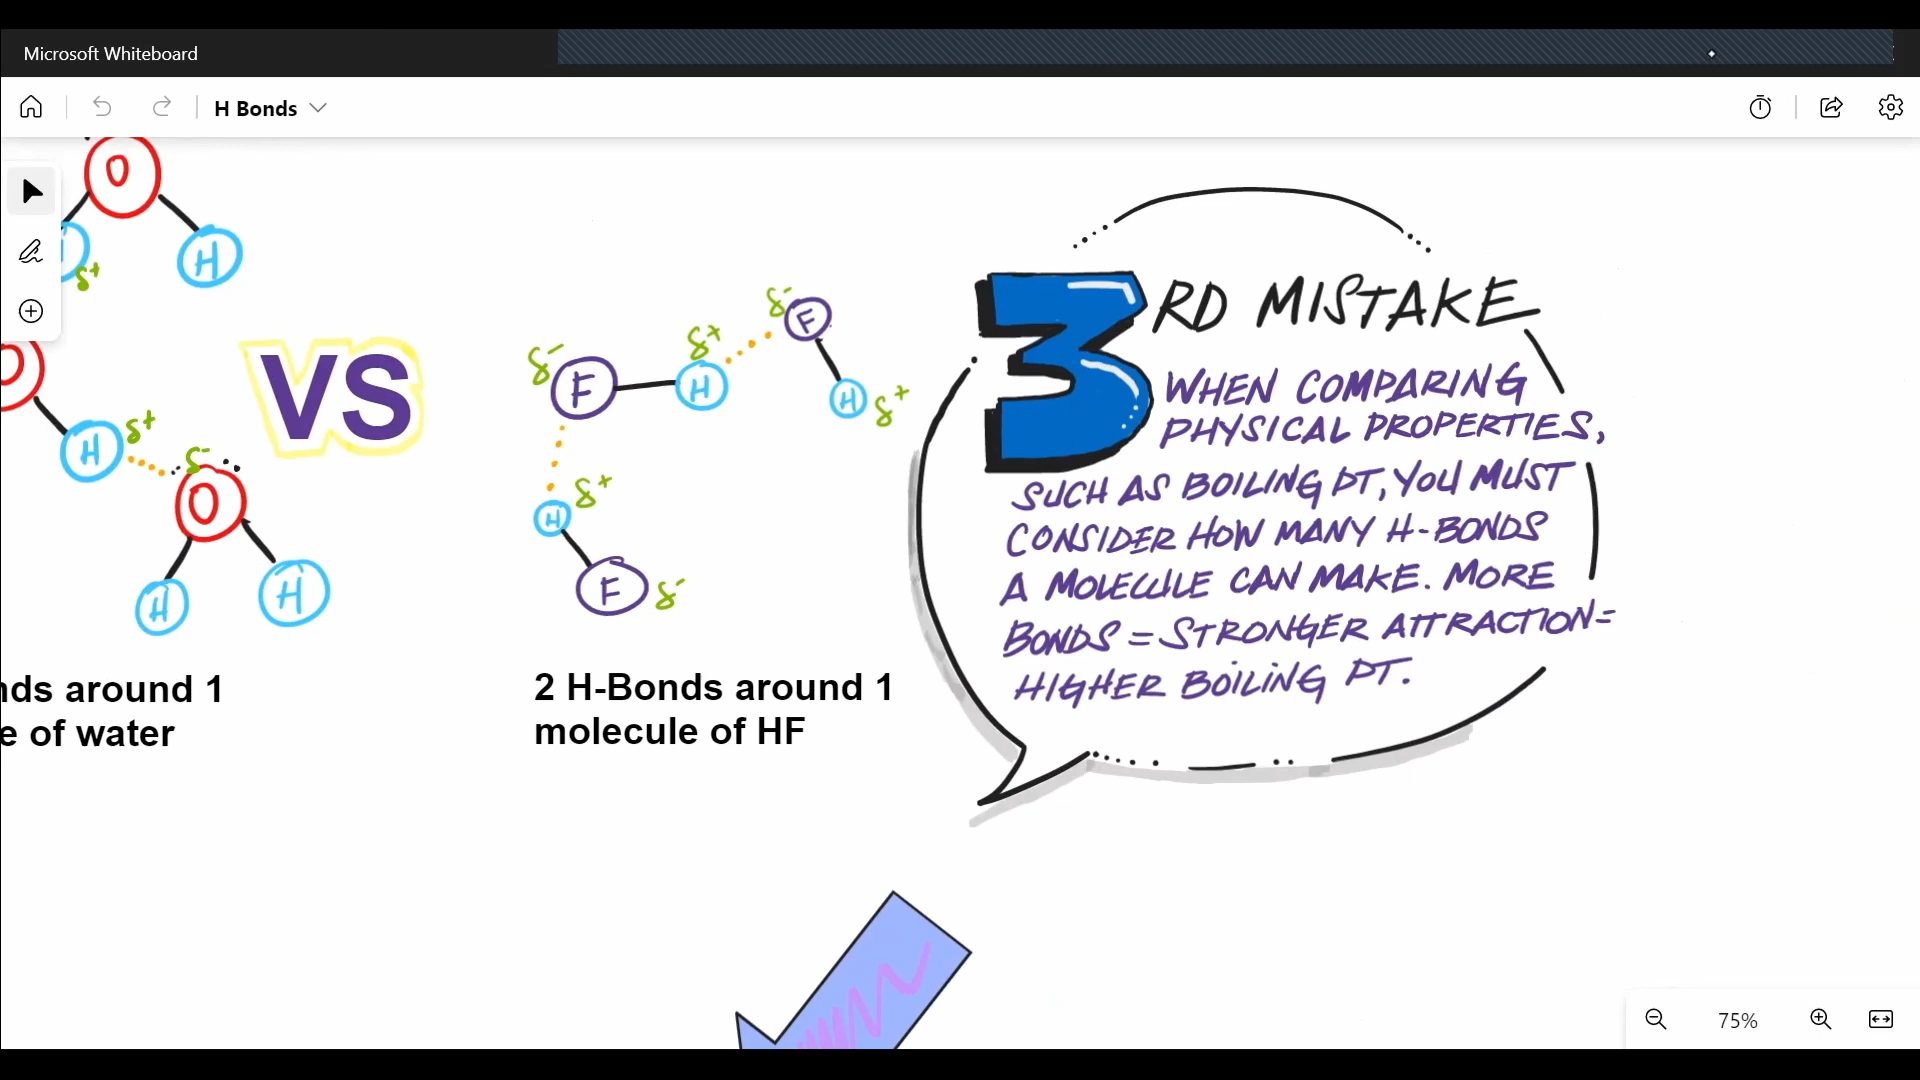 Microsoft Whiteboard
H Bonds
O
H
δ+
O
H
δ+
δ-
O
H
H
VS
δ-
F
H
δ+
δ-
F
H
δ+
H
δ+
F
δ-
nds around 1
e of water
2 H-Bonds around 1
molecule of HF
3RD MISTAKE
WHEN COMPARING
PHYSICAL PROPERTIES,
SUCH AS BOILING PT, YOU MUST
CONSIDER HOW MANY H-BONDS
A MOLECULE CAN MAKE. MORE
BONDS = STRONGER ATTRACTION =
HIGHER BOILING PT.
75%